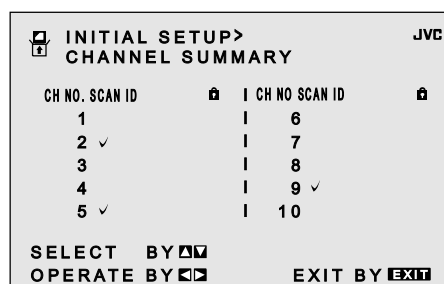 INITIAL SETUP>
JVC
CHANNEL SUMMARY
CH NO. SCAN ID | CH NO SCAN ID
1 | 6
2 ✓ | 7
3 | 8
4 | 9 ✓
5 ✓ | 10
SELECT BY
OPERATE BY EXIT BY EXIT